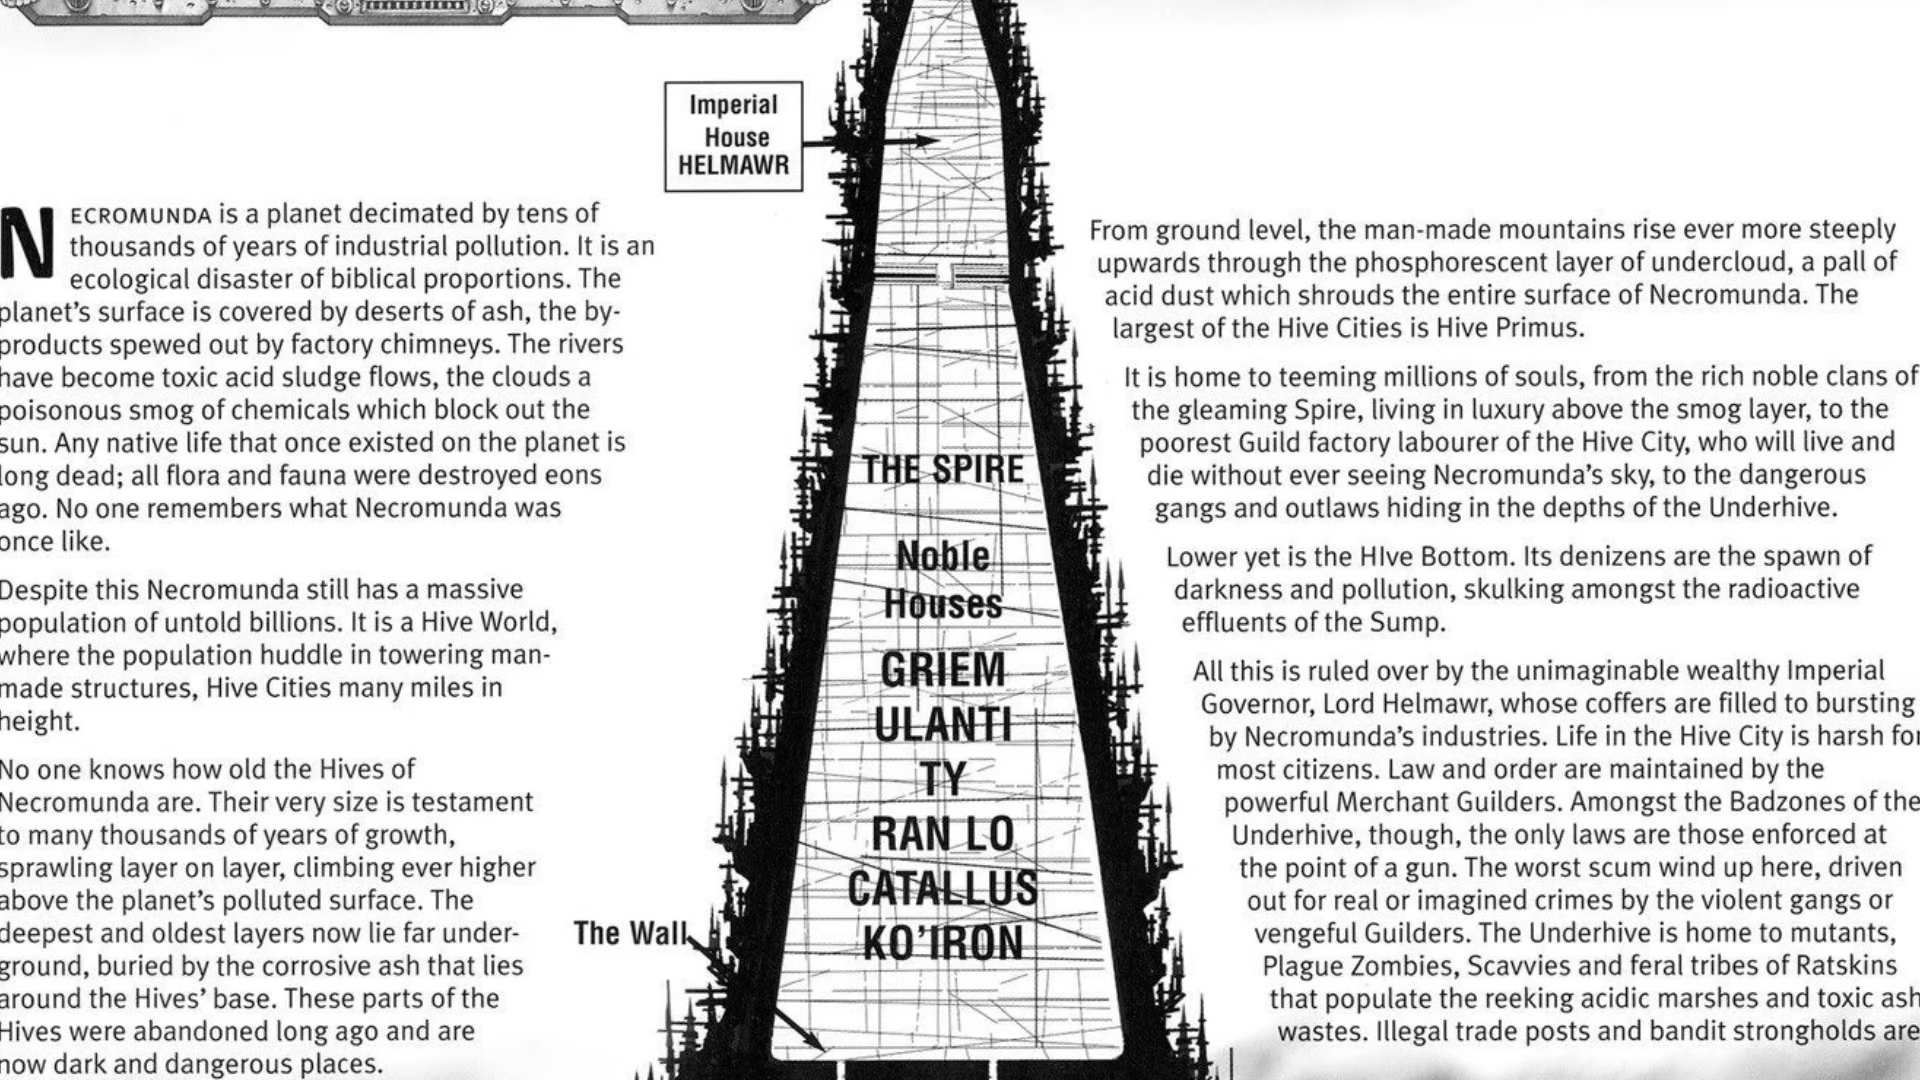 NECROMUNDA is a planet decimated by tens of
thousands of years of industrial pollution. It is an
ecological disaster of biblical proportions. The
planet's surface is covered by deserts of ash, the by-
products spewed out by factory chimneys. The rivers
have become toxic acid sludge flows, the clouds a
poisonous smog of chemicals which block out the
sun. Any native life that once existed on the planet is
long dead; all flora and fauna were destroyed eons
ago. No one remembers what Necromunda was
once like.
Despite this Necromunda still has a massive
population of untold billions. It is a Hive World,
where the population huddle in towering man-
made structures, Hive Cities many miles in
height.
No one knows how old the Hives of
Necromunda are. Their very size is testament
to many thousands of years of growth,
sprawling layer on layer, climbing ever higher
above the planet's polluted surface. The
deepest and oldest layers now lie far under-
ground, buried by the corrosive ash that lies
around the Hives' base. These parts of the
Hives were abandoned long ago and are
now dark and dangerous places.
Imperial
House
HELMAWR
THE SPIRE
Noble
Houses
GRIEM
ULANTI
TY
RAN LO
CATALLUS
KO'IRON
The Wall
From ground level, the man-made mountains rise ever more steeply
upwards through the phosphorescent layer of undercloud, a pall of
acid dust which shrouds the entire surface of Necromunda. The
largest of the Hive Cities is Hive Primus.
It is home to teeming millions of souls, from the rich noble clans of
the gleaming Spire, living in luxury above the smog layer, to the
poorest Guild factory labourer of the Hive City, who will live and
die without ever seeing Necromunda's sky, to the dangerous
gangs and outlaws hiding in the depths of the Underhive.
Lower yet is the HIve Bottom. Its denizens are the spawn of
darkness and pollution, skulking amongst the radioactive
effluents of the Sump.
All this is ruled over by the unimaginable wealthy Imperial
Governor, Lord Helmawr, whose coffers are filled to bursting
by Necromunda's industries. Life in the Hive City is harsh for
most citizens. Law and order are maintained by the
powerful Merchant Guilders. Amongst the Badzones of the
Underhive, though, the only laws are those enforced at
the point of a gun. The worst scum wind up here, driven
out for real or imagined crimes by the violent gangs or
vengeful Guilders. The Underhive is home to mutants,
Plague Zombies, Scavvies and feral tribes of Ratskins
that populate the reeking acidic marshes and toxic ash
wastes. Illegal trade posts and bandit strongholds are